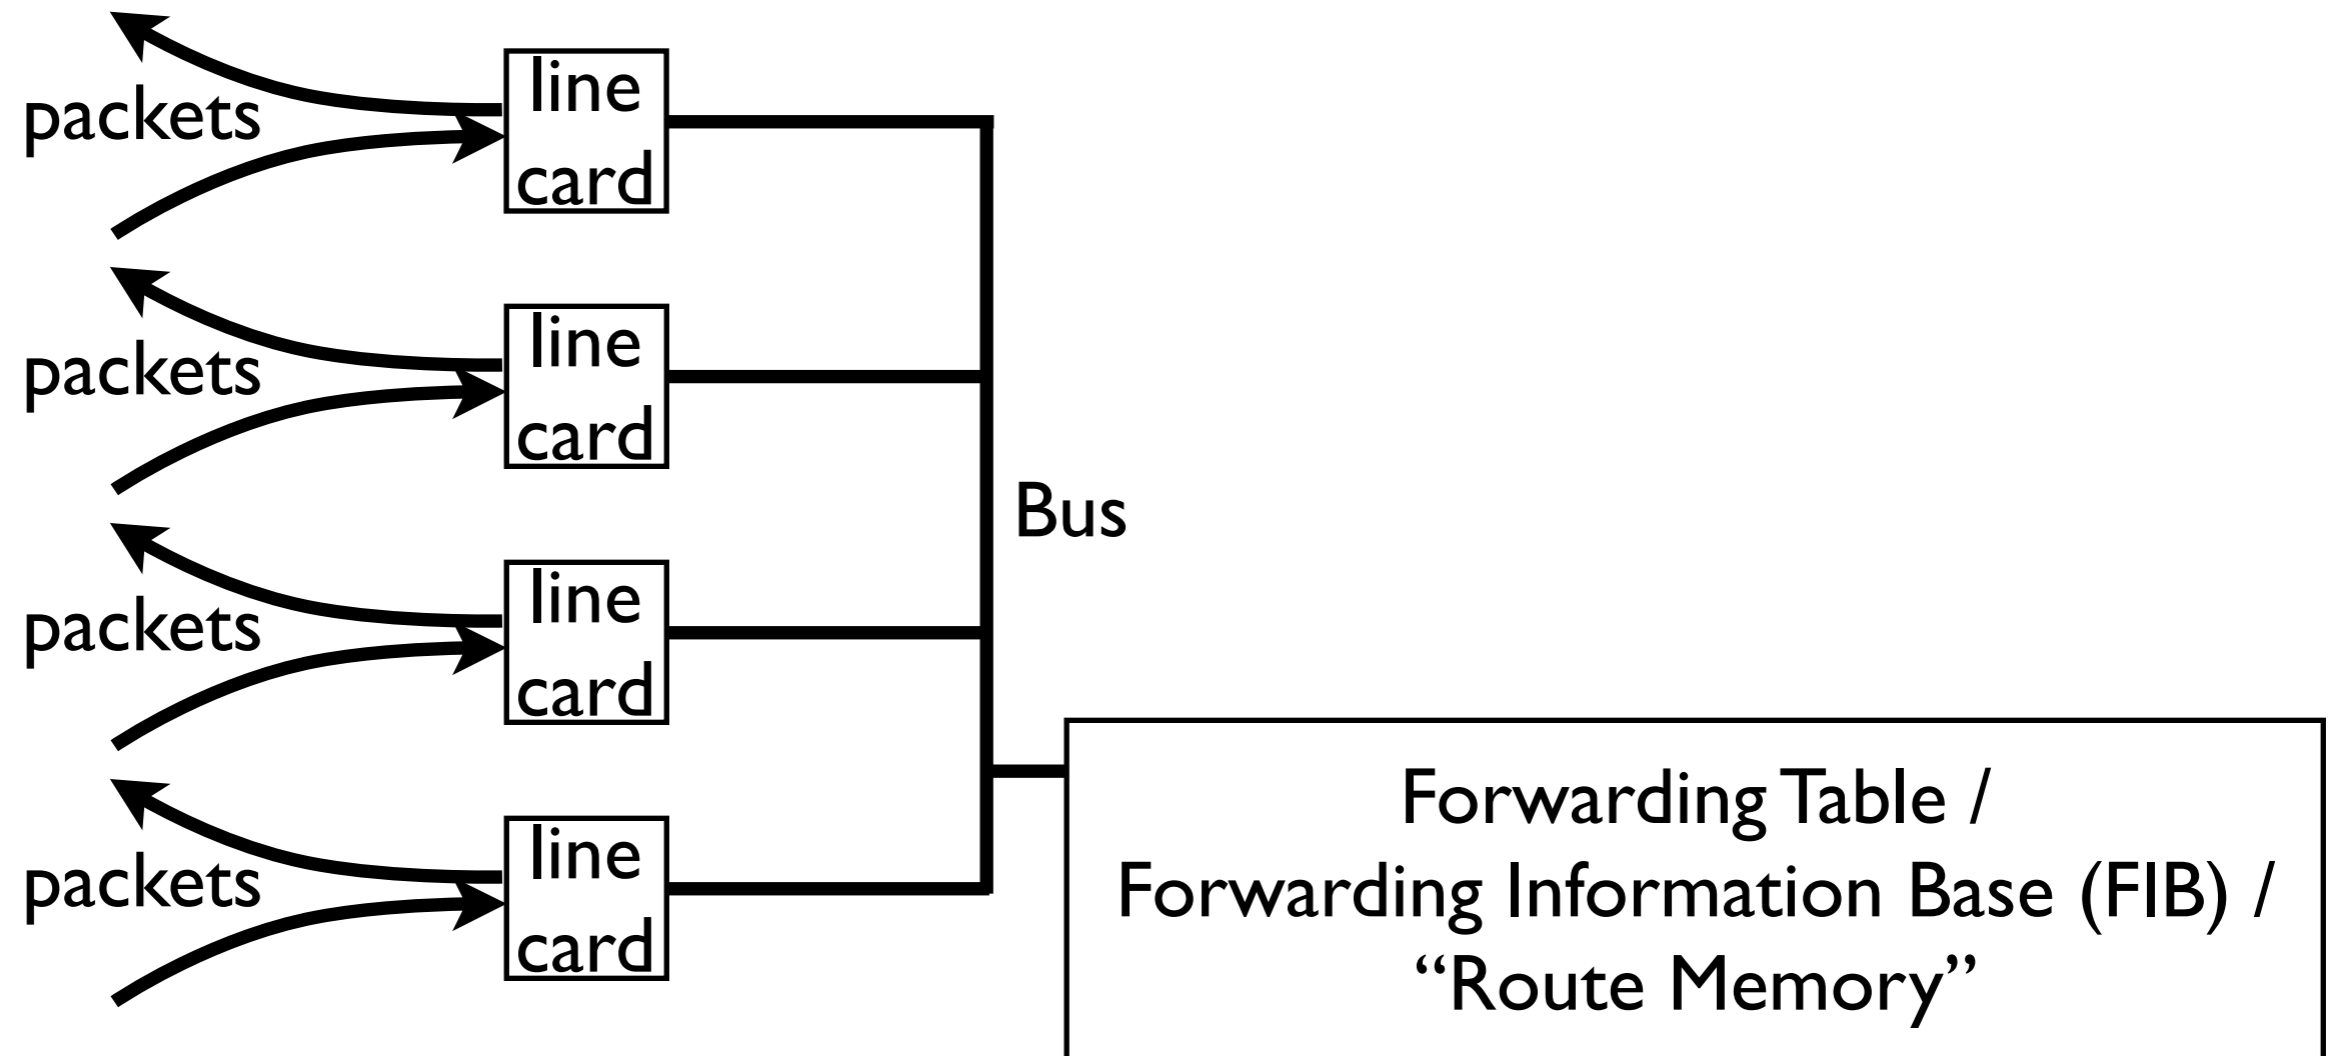 packets
line
card
packets
line
card
Bus
packets
line
card
packets
line
card
Forwarding Table /
Forwarding Information Base (FIB) /
“Route Memory”